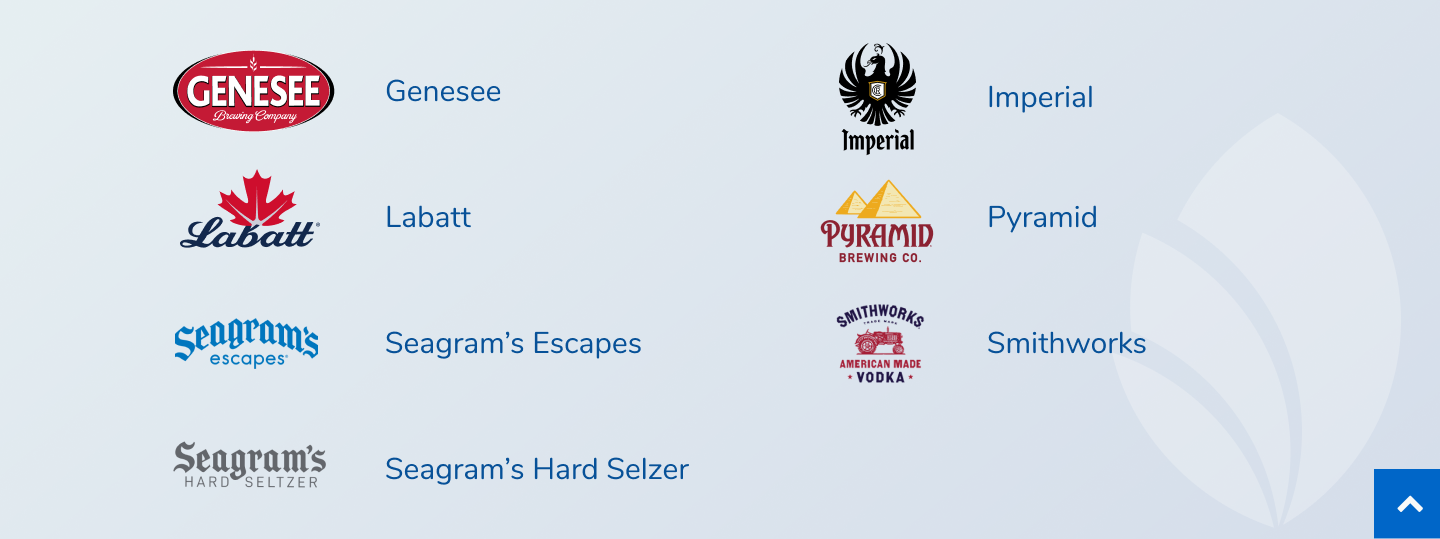 GENESEE
Brewing Company
Genesee
Labatt
Labatt
Seagram's
escapes
Seagram’s Escapes
Seagram's
HARD SELTZER
Seagram’s Hard Selzer
Imperial
Imperial
PYRAMID
BREWING CO.
Pyramid
SMITHWORKS
TRADE MARK
AMERICAN MADE
VODKA
Smithworks